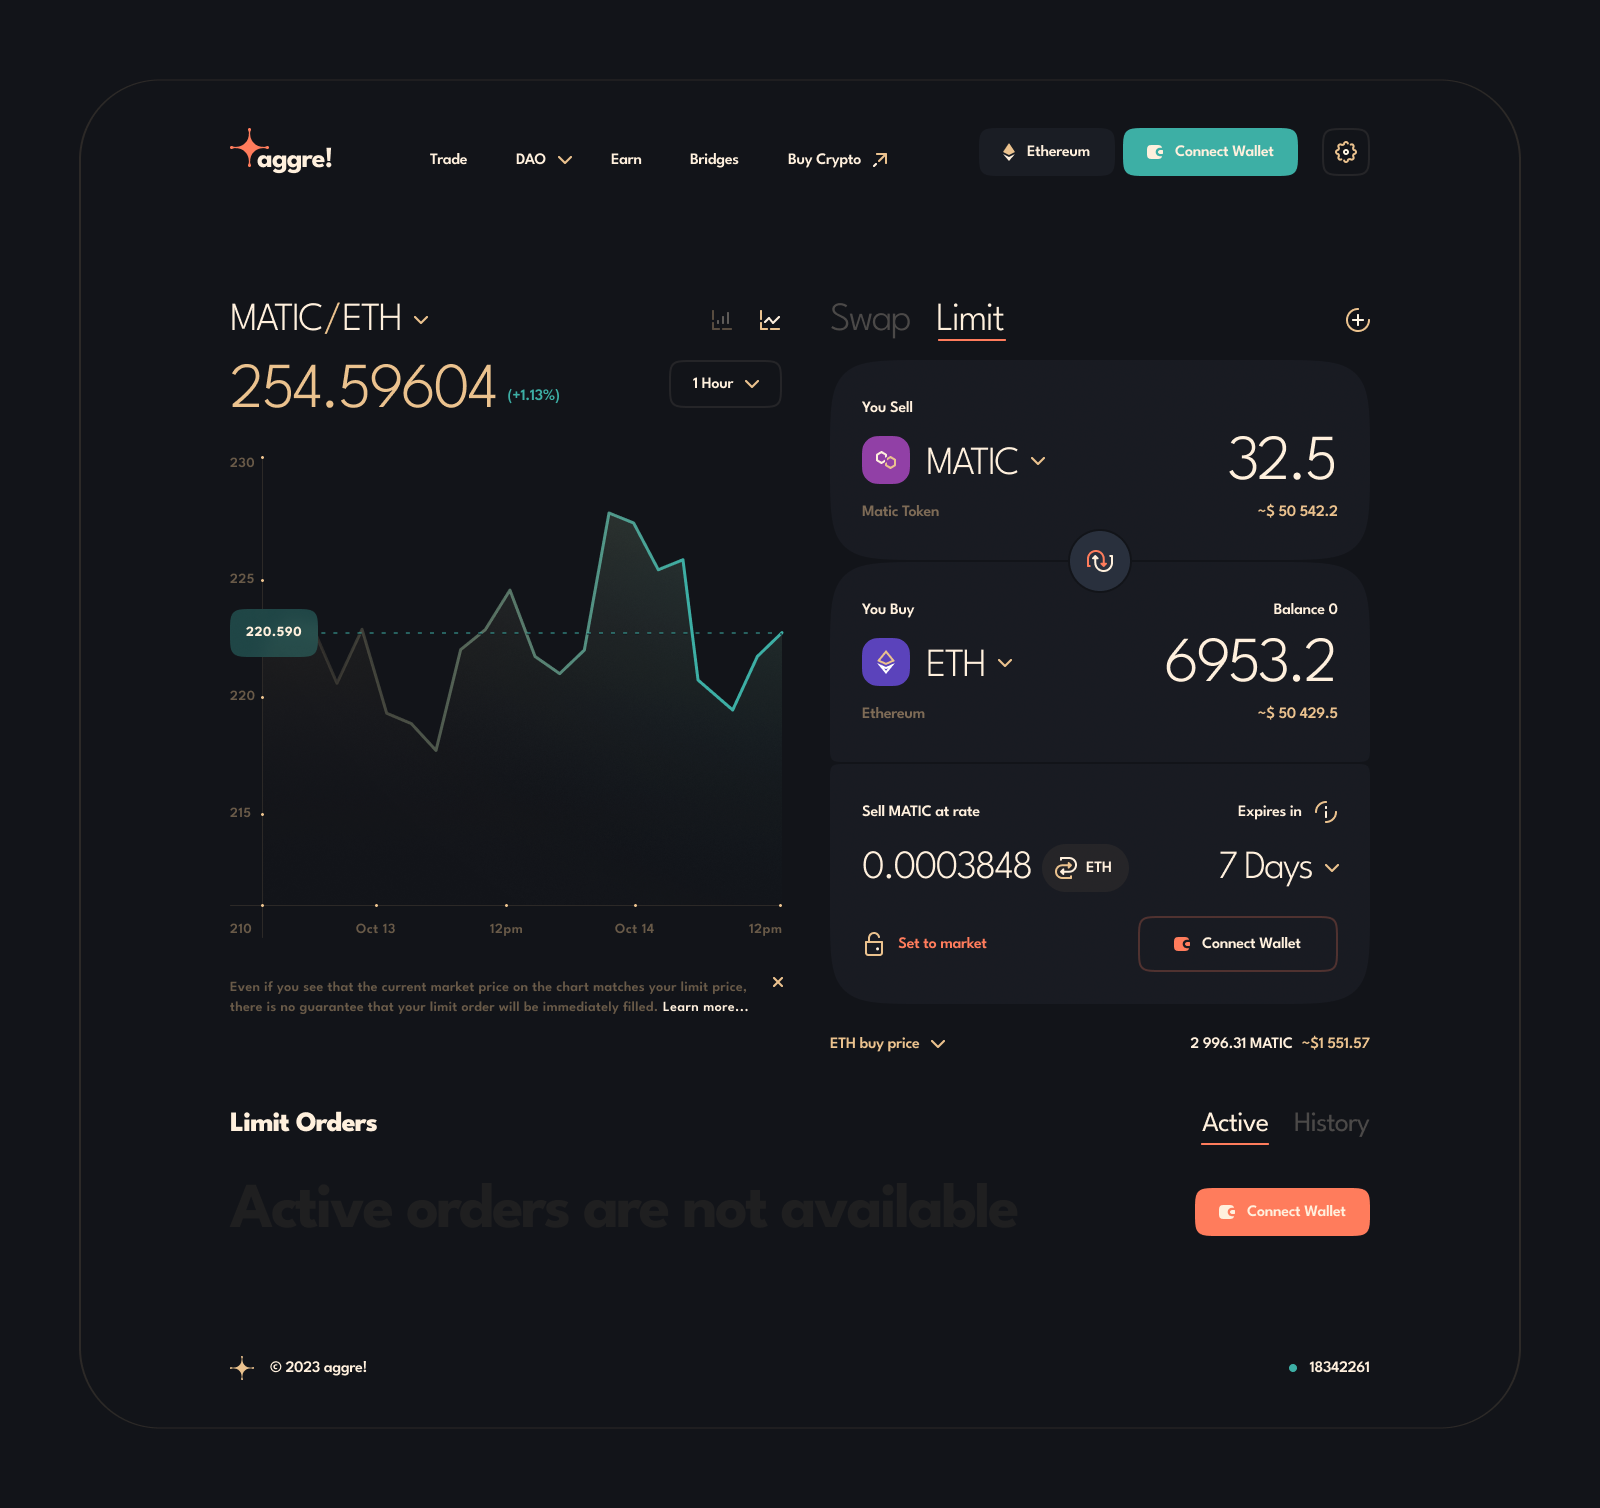 aggre!
Trade
DAO
Earn
Bridges
Buy Crypto
Ethereum
Connect Wallet
MATIC/ETH
254.59604 (+1.13%)
1 Hour
230
225
220.590
220
215
210
Oct 13
12pm
Oct 14
12pm
Even if you see that the current market price on the chart matches your limit price,
there is no guarantee that your limit order will be immediately filled. Learn more...
Swap
Limit
You Sell
MATIC
32.5
Matic Token
~$ 50 542.2
You Buy
Balance 0
ETH
6953.2
Ethereum
~$ 50 429.5
Sell MATIC at rate
Expires in
0.0003848
ETH
7 Days
Set to market
Connect Wallet
ETH buy price
2 996.31 MATIC ~$1 551.57
Limit Orders
Active
History
Active orders are not available
Connect Wallet
© 2023 aggre!
18342261